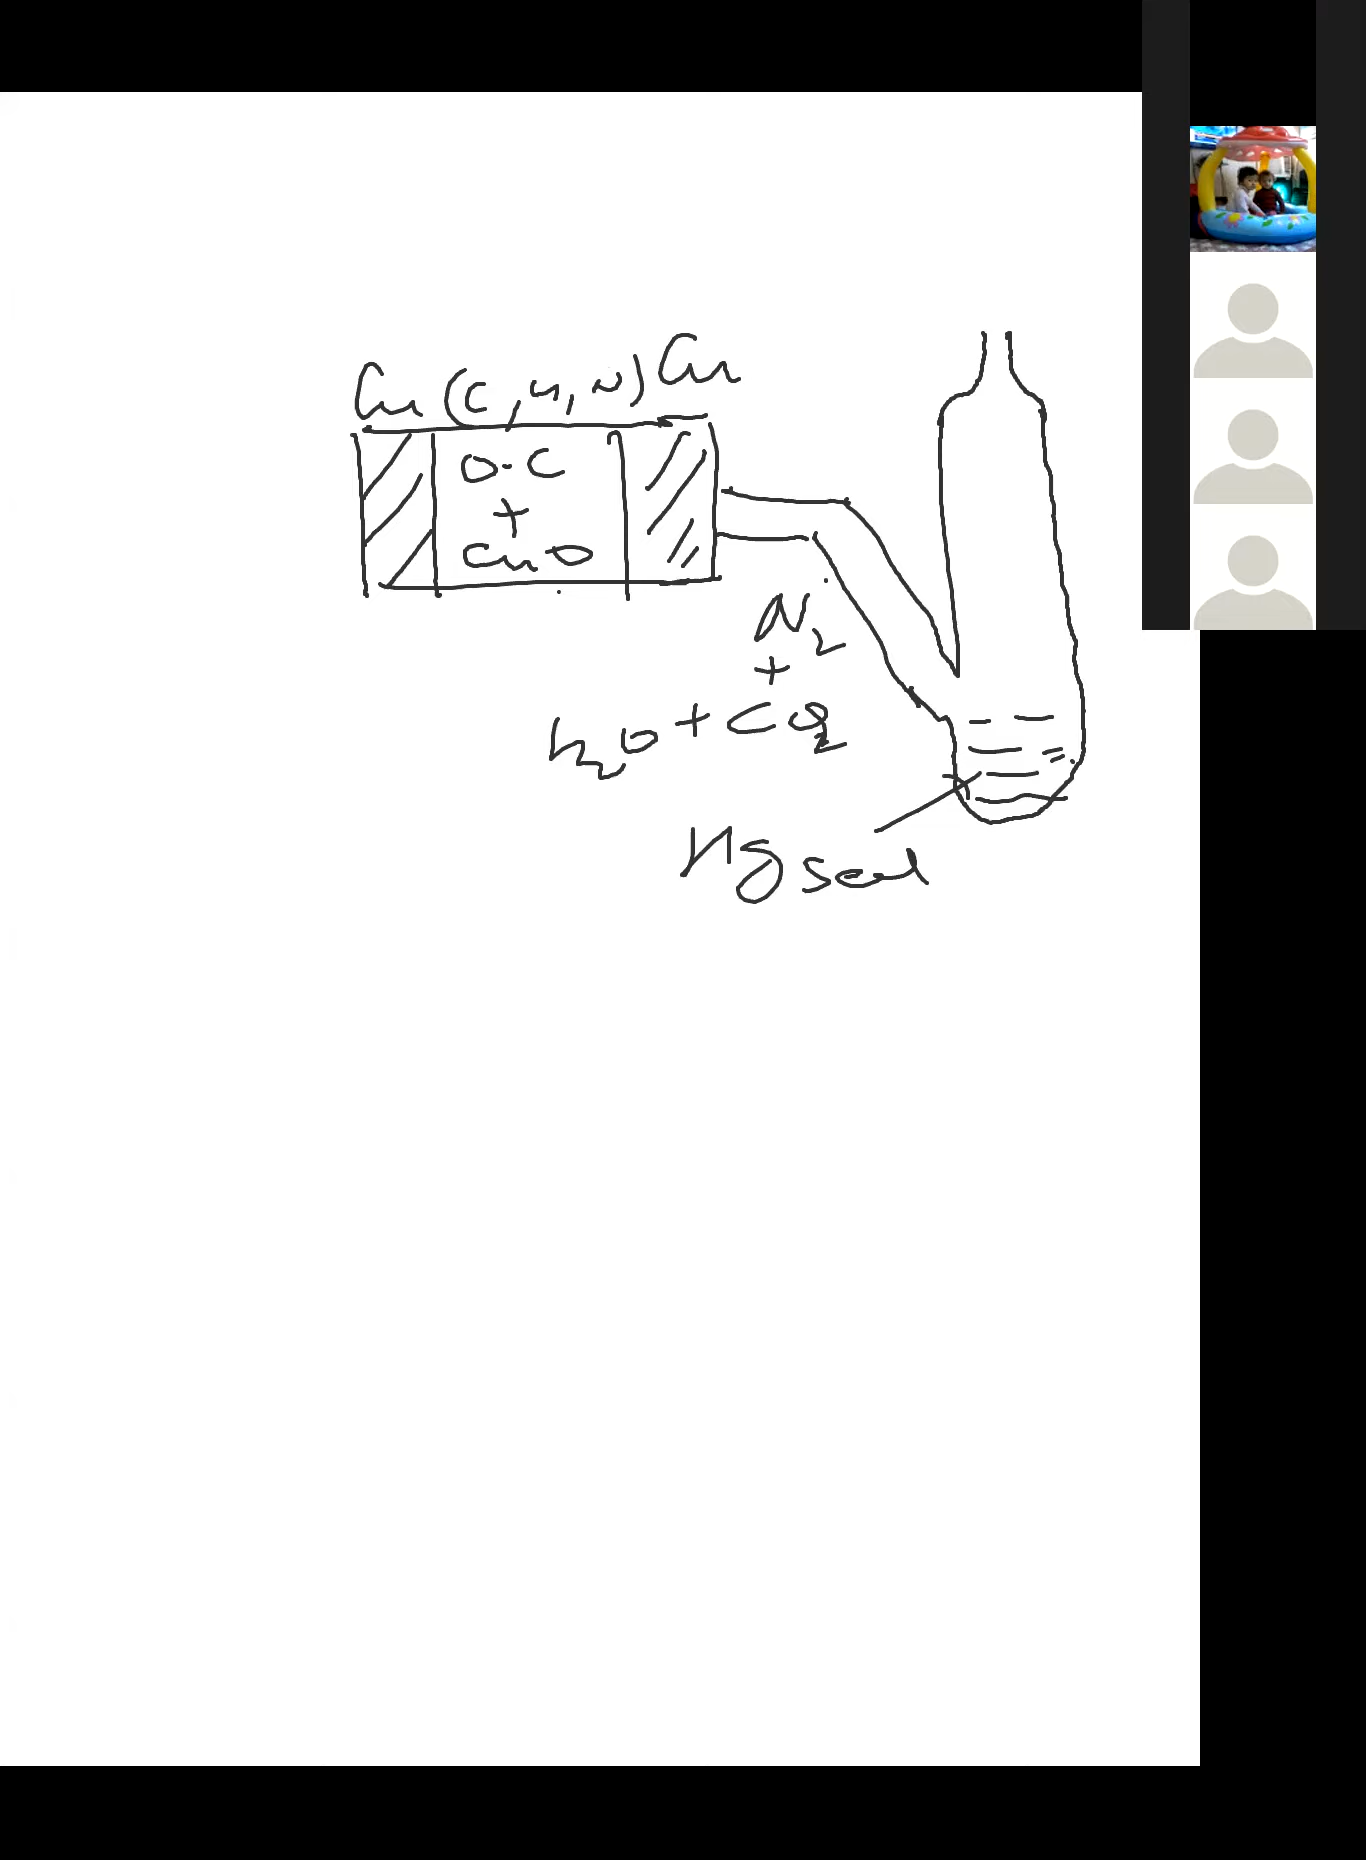 Cu (C, H, N) Cu
O.C
+
CuO
N2
+
H2O + CO2
Hg seal